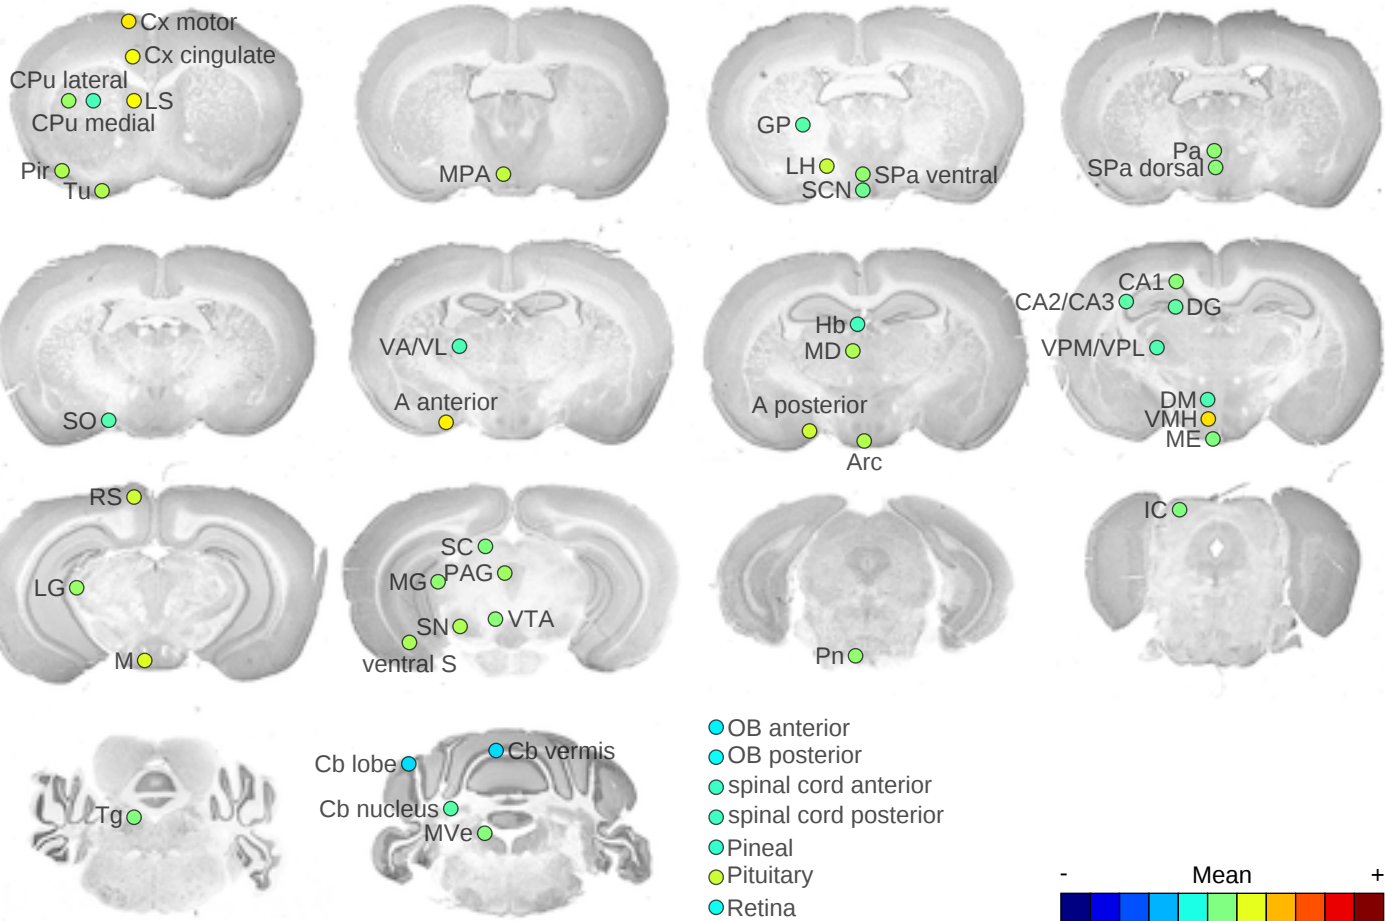 Cx motor
Cx cingulate
CPu lateral
LS
CPu medial
Pir
Tu
MPA
GP
LH
SPa ventral
SCN
Pa
SPa dorsal
SO
VA/VL
A anterior
Hb
MD
A posterior
Arc
CA1
CA2/CA3
DG
VPM/VPL
DM
VMH
ME
RS
LG
M
SC
MG
PAG
SN
VTA
ventral S
Pn
IC
Tg
Cb lobe
Cb vermis
Cb nucleus
MVe
OB anterior
OB posterior
spinal cord anterior
spinal cord posterior
Pineal
Pituitary
Retina
- Mean +